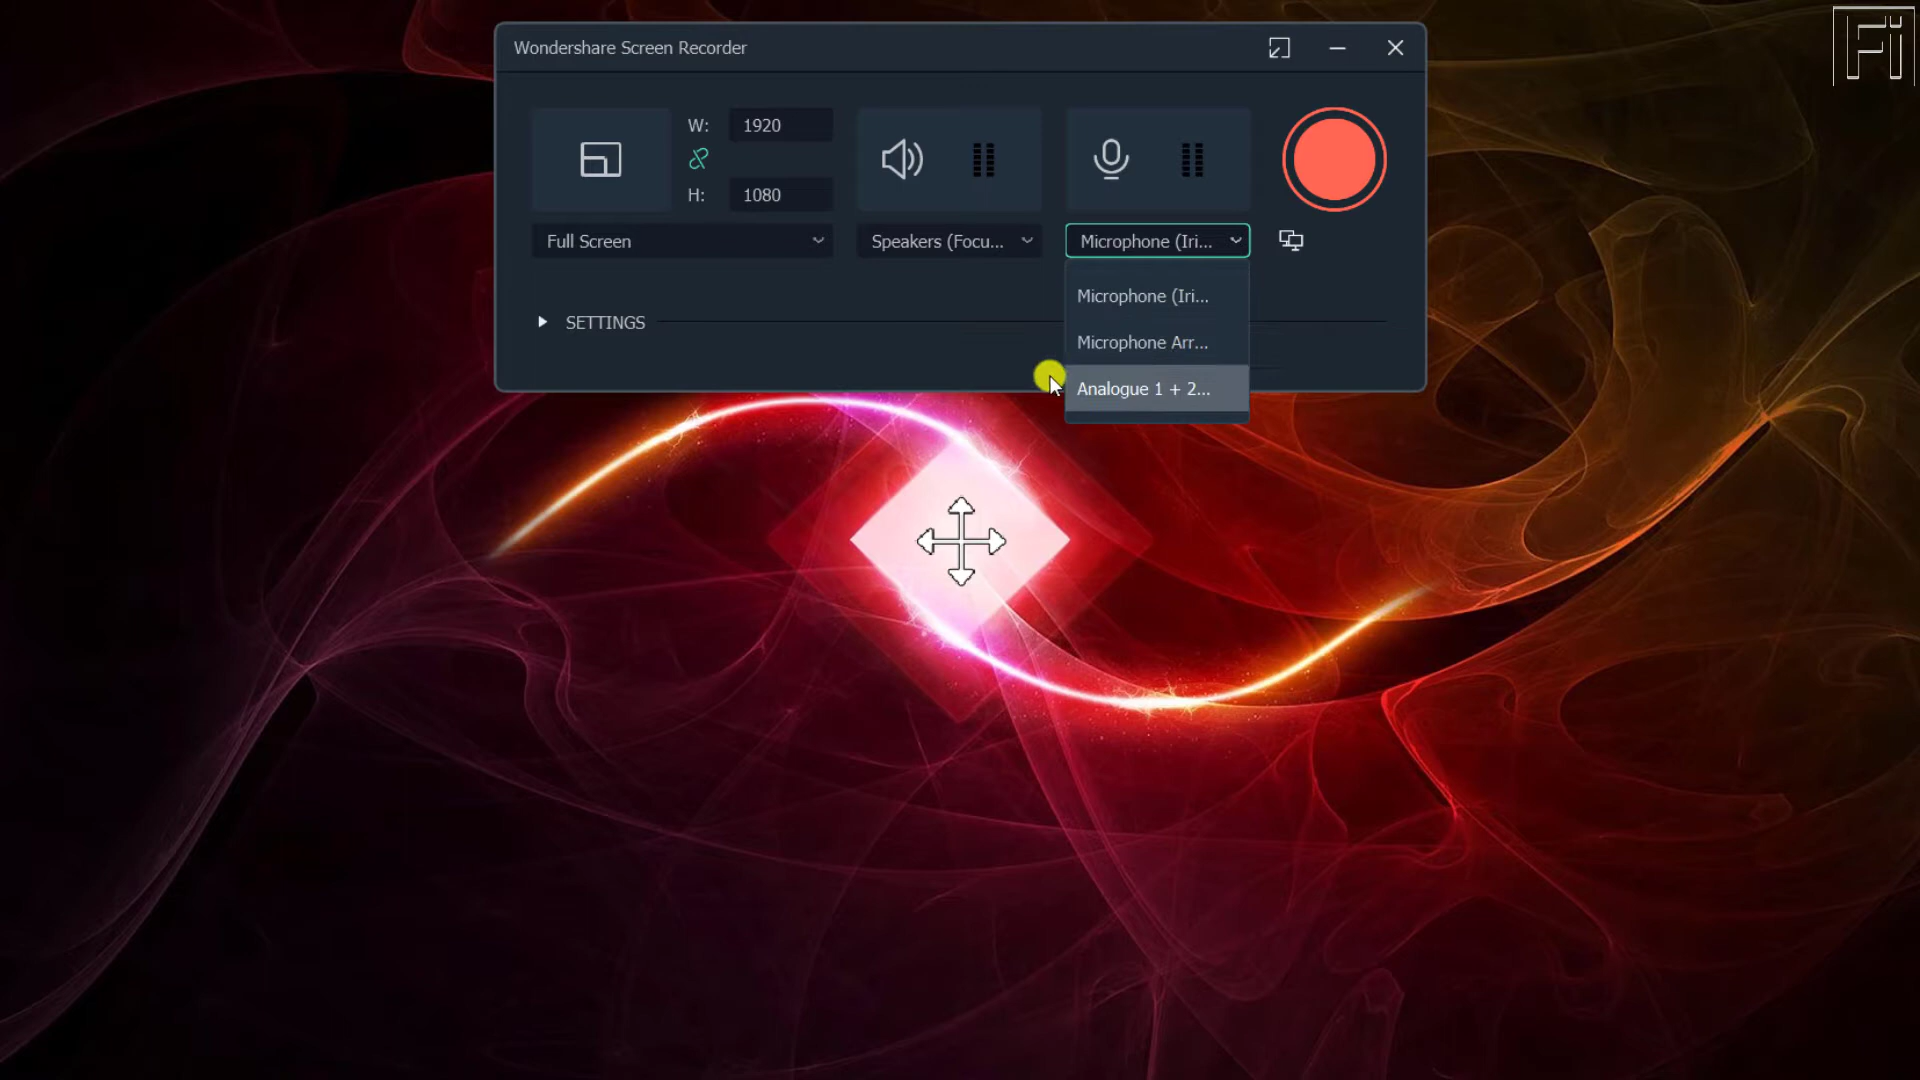 Wondershare Screen Recorder
Fi
W: 1920
H: 1080
Full Screen
Speakers (Focu...
Microphone (Iri...
Microphone (Iri...
Microphone Arr...
Analogue 1 + 2...
SETTINGS